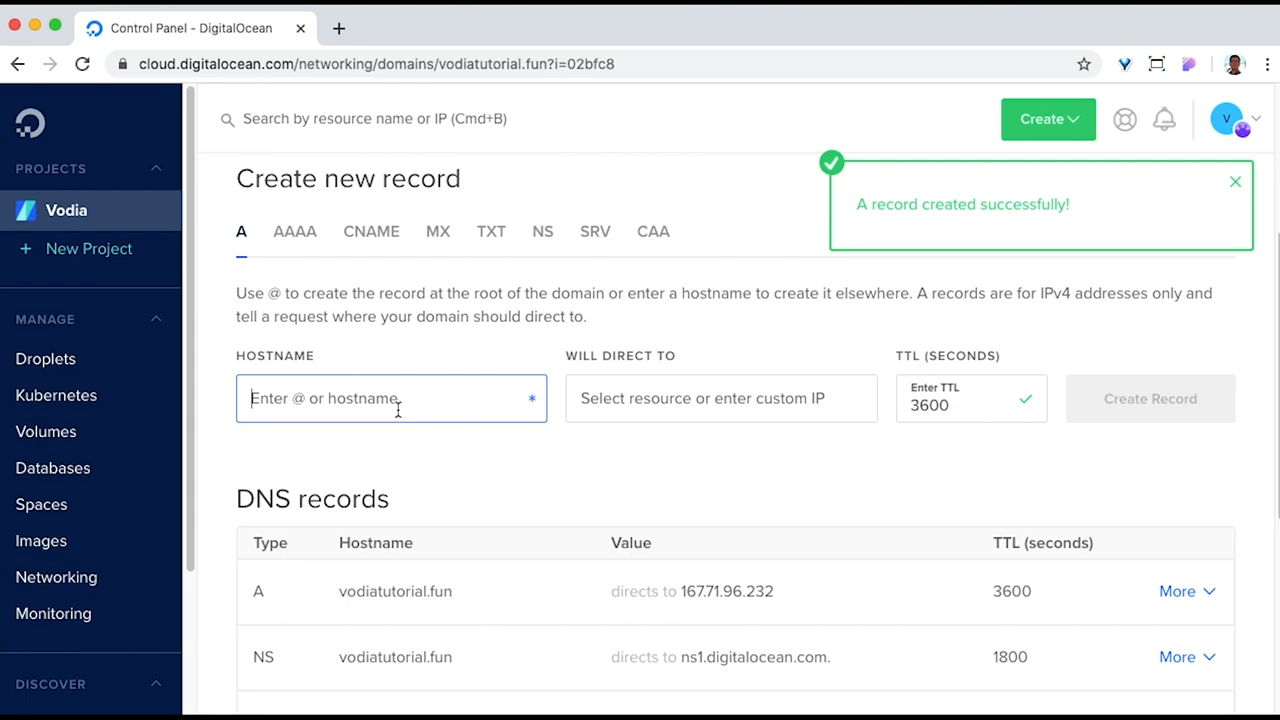 Control Panel - DigitalOcean
cloud.digitalocean.com/networking/domains/vodiatutorial.fun?i=02bfc8
Search by resource name or IP (Cmd+B)
Create
V
PROJECTS
Vodia
+ New Project
MANAGE
Droplets
Kubernetes
Volumes
Databases
Spaces
Images
Networking
Monitoring
DISCOVER
Create new record
A record created successfully!
A AAAA CNAME MX TXT NS SRV CAA
Use @ to create the record at the root of the domain or enter a hostname to create it elsewhere. A records are for IPv4 addresses only and
tell a request where your domain should direct to.
HOSTNAME WILL DIRECT TO TTL (SECONDS)
Enter @ or hostname * Select resource or enter custom IP Enter TTL
3600
Create Record
DNS records
Type Hostname Value TTL (seconds)
A vodiatutorial.fun directs to 167.71.96.232 3600 More
NS vodiatutorial.fun directs to ns1.digitalocean.com. 1800 More